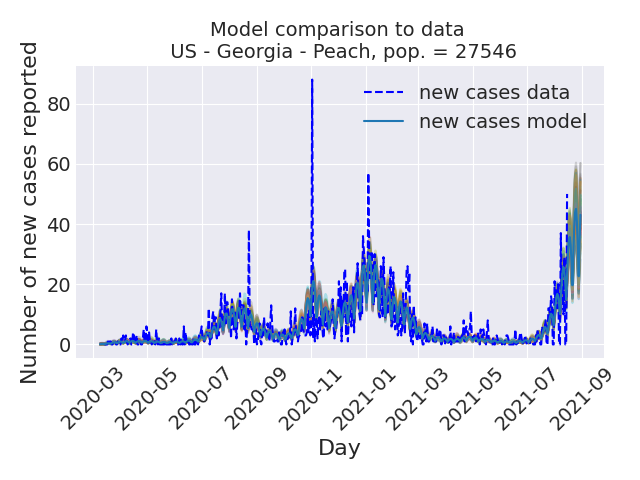 Model comparison to data
US - Georgia - Peach, pop. = 27546
Number of new cases reported
80
60
40
20
0
new cases data
new cases model
2020-03
2020-05
2020-07
2020-09
2020-11
2021-01
2021-03
2021-05
2021-07
2021-09
Day